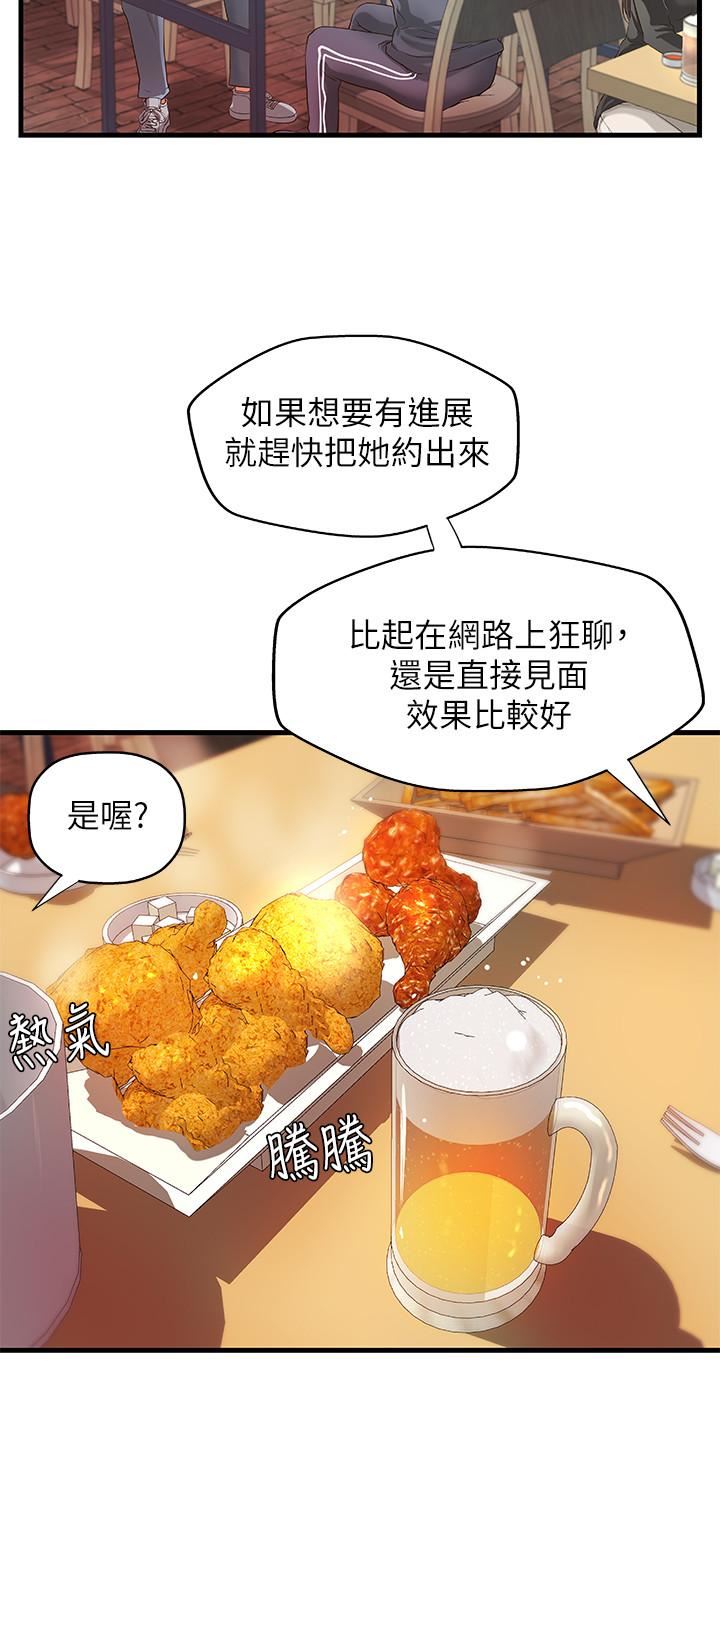 如果想要有進展
就趕快把她約出來
比起在網路上狂聊，
還是直接見面
效果比較好
是喔?
熱氣
騰騰